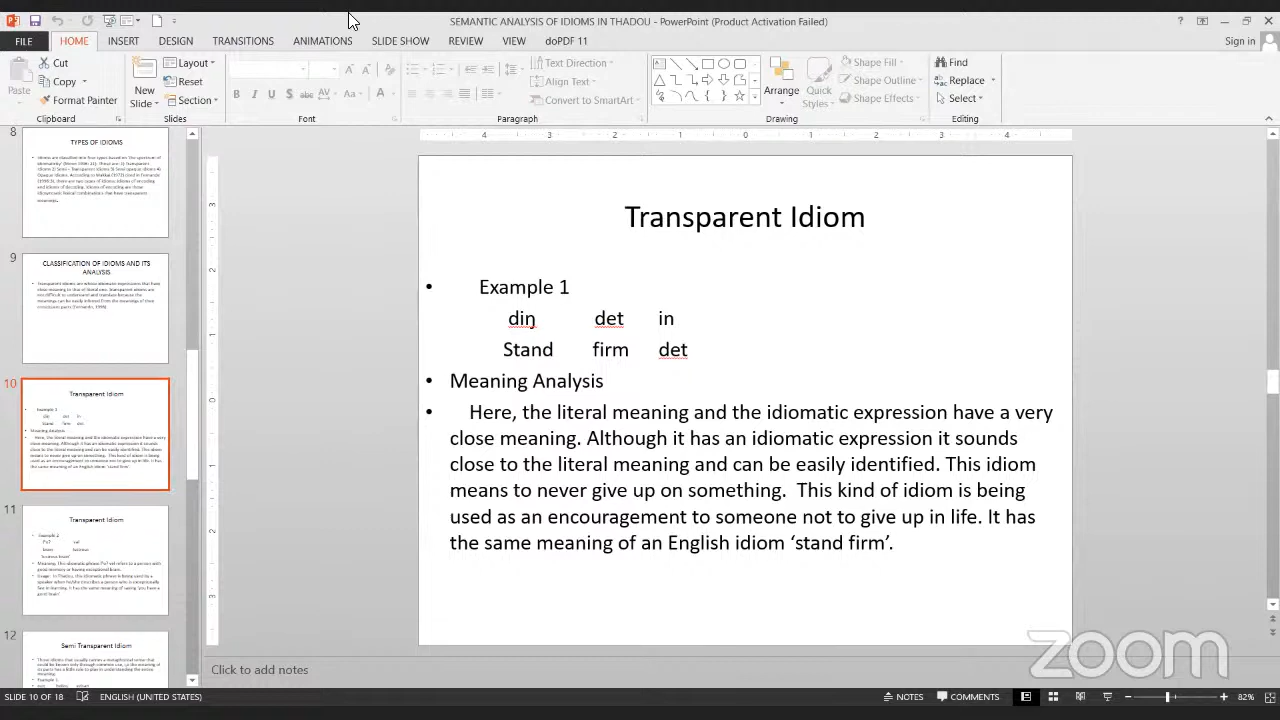 SEMANTIC ANALYSIS OF IDIOMS IN THADOU - PowerPoint (Product Activation Failed)
FILE HOME INSERT DESIGN TRANSITIONS ANIMATIONS SLIDE SHOW REVIEW VIEW doPDF 11 Sign in
Cut
Copy
Format Painter
Paste
Clipboard
New
Slide
Layout
Reset
Section
Slides
Font
Text Direction
Align Text
Convert to SmartArt
Paragraph
Arrange
Quick
Styles
Shape Fill
Shape Outline
Shape Effects
Drawing
Find
Replace
Select
Editing
8
TYPES OF IDIOMS
9
CLASSIFICATION OF IDIOMS AND ITS
ANALYSIS
10
Transparent Idiom
11
Transparent Idiom
12
Semi Transparent Idiom
Transparent Idiom
• Example 1
diŋ det in
Stand firm det
• Meaning Analysis
• Here, the literal meaning and the idiomatic expression have a very
close meaning. Although it has an idiomatic expression it sounds
close to the literal meaning and can be easily identified. This idiom
means to never give up on something. This kind of idiom is being
used as an encouragement to someone not to give up in life. It has
the same meaning of an English idiom ‘stand firm’.
Click to add notes
zoom
SLIDE 10 OF 18 ENGLISH (UNITED STATES) NOTES COMMENTS 82%